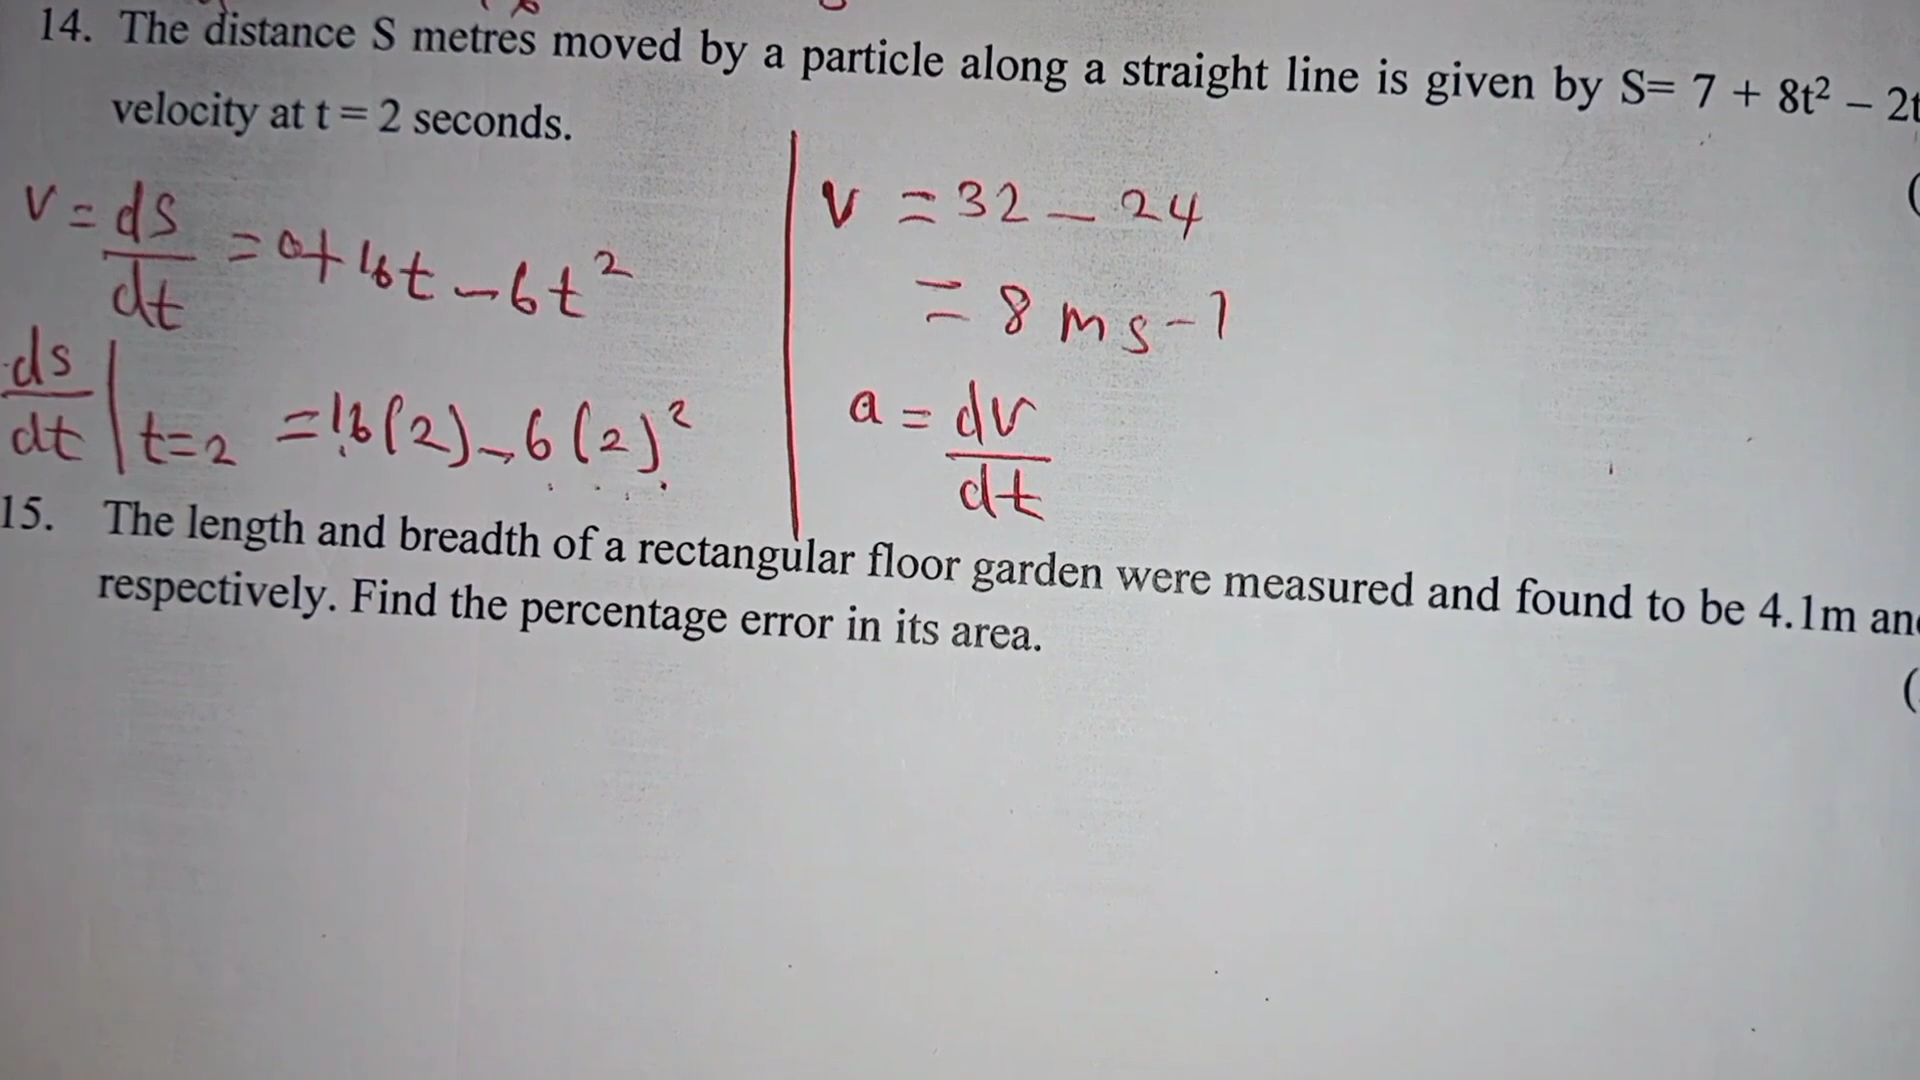 14. The distance S metres moved by a particle along a straight line is given by S= 7 + 8t² – 2t
velocity at t = 2 seconds.
v = ds/dt = 0 + 16t – 6t²
ds/dt | t=2 = 16(2) – 6(2)²
v = 32 – 24
= 8 ms-1
a = dv/dt
15. The length and breadth of a rectangular floor garden were measured and found to be 4.1m
respectively. Find the percentage error in its area.
(